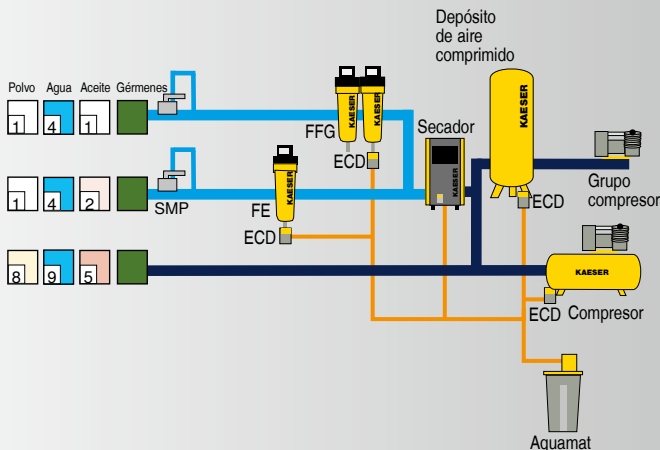 Depósito
de aire
comprimido
Polvo Agua Aceite Gérmenes
1 4 1
FFG
KAESER
KAESER
ECD
Secador
KAESER
KAESER
ECD
Grupo
compresor
1 4 2
SMP
FE
KAESER
ECD
8 9 5
KAESER
ECD
Compresor
Aquamat